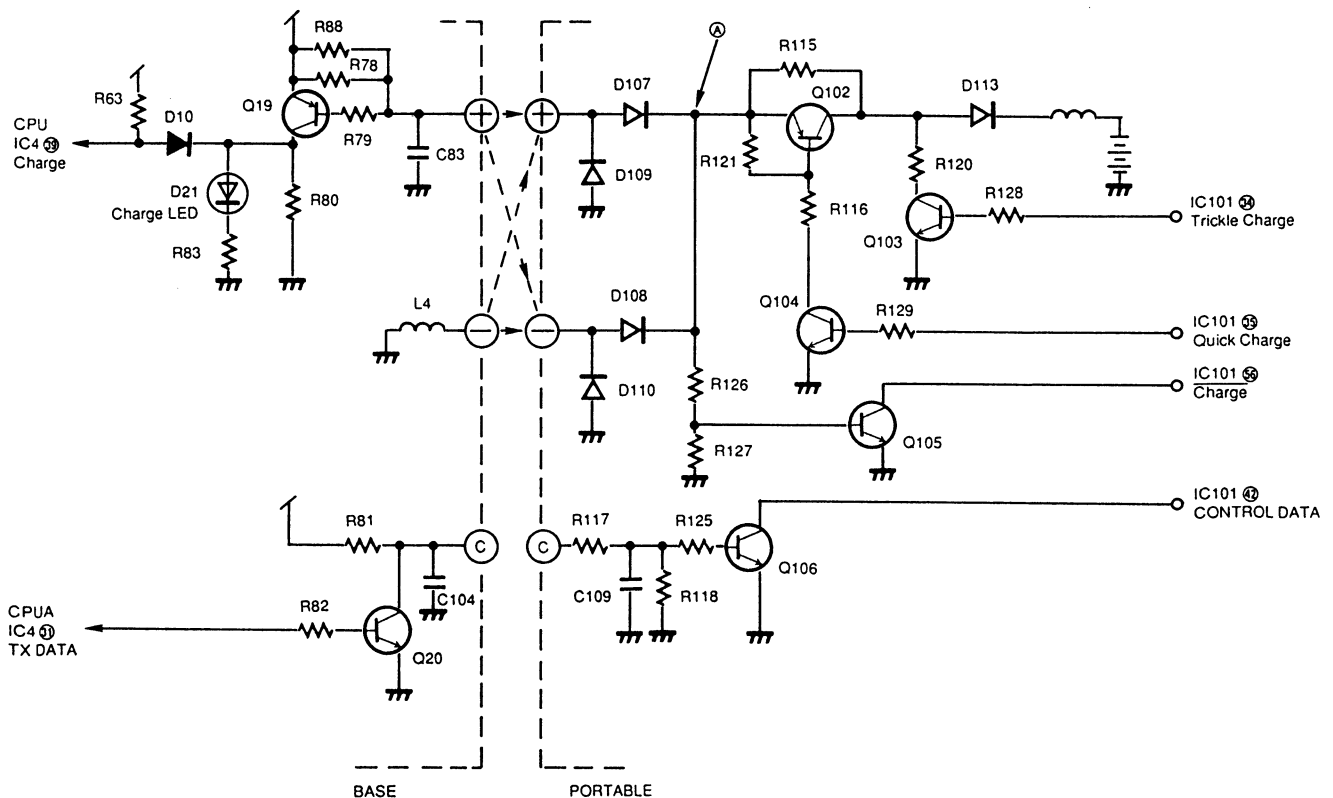 R88
R78
R63
Q19
D10
R79
CPU
IC4 ㊴
Charge
C83
D21
Charge LED
R80
R83
L4
+
+
−
−
Ⓐ
D107
D109
R115
Q102
D113
R121
R116
R120
Q103
R128
IC101 ㉞
Trickle Charge
D108
D110
Q104
R129
IC101 ㉟
Quick Charge
R126
R127
Q105
IC101 56
Charge
R81
C
C
C104
R117
R125
C109
R118
Q106
IC101 ㊷
CONTROL DATA
CPUA
IC4 ㉛
TX DATA
R82
Q20
BASE
PORTABLE